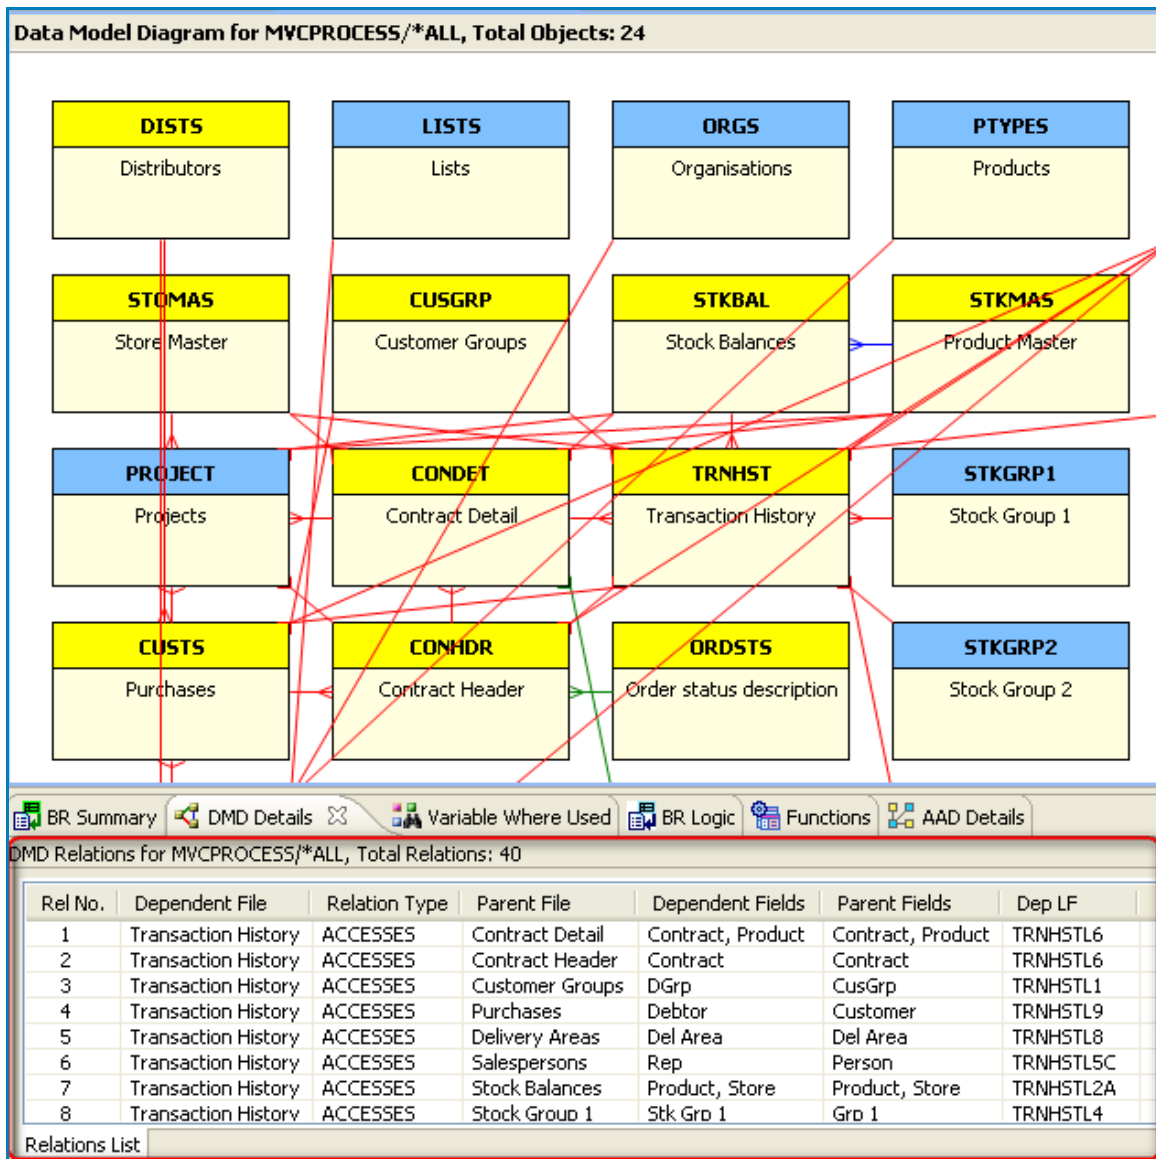 Data Model Diagram for MVCPROCESS/*ALL, Total Objects: 24
DISTS LISTS ORGS PTYPES
Distributors Lists Organisations Products
STOMAS CUSGRP STKBAL STKMAS
Store Master Customer Groups Stock Balances Product Master
PROJECT CONDET TRNHST STKGRP1
Projects Contract Detail Transaction History Stock Group 1
CUSTS CONHDR ORDSTS STKGRP2
Purchases Contract Header Order status description Stock Group 2
BR Summary DMD Details Variable Where Used BR Logic Functions AAD Details
DMD Relations for MVCPROCESS/*ALL, Total Relations: 40
Rel No. Dependent File Relation Type Parent File Dependent Fields Parent Fields Dep LF
1 Transaction History ACCESSES Contract Detail Contract, Product Contract, Product TRNHSTL6
2 Transaction History ACCESSES Contract Header Contract Contract TRNHSTL6
3 Transaction History ACCESSES Customer Groups DGrp CusGrp TRNHSTL1
4 Transaction History ACCESSES Purchases Debtor Customer TRNHSTL9
5 Transaction History ACCESSES Delivery Areas Del Area Del Area TRNHSTL8
6 Transaction History ACCESSES Salespersons Rep Person TRNHSTL5C
7 Transaction History ACCESSES Stock Balances Product, Store Product, Store TRNHSTL2A
8 Transaction History ACCESSES Stock Group 1 Stk Grp 1 Grp 1 TRNHSTL4
Relations List